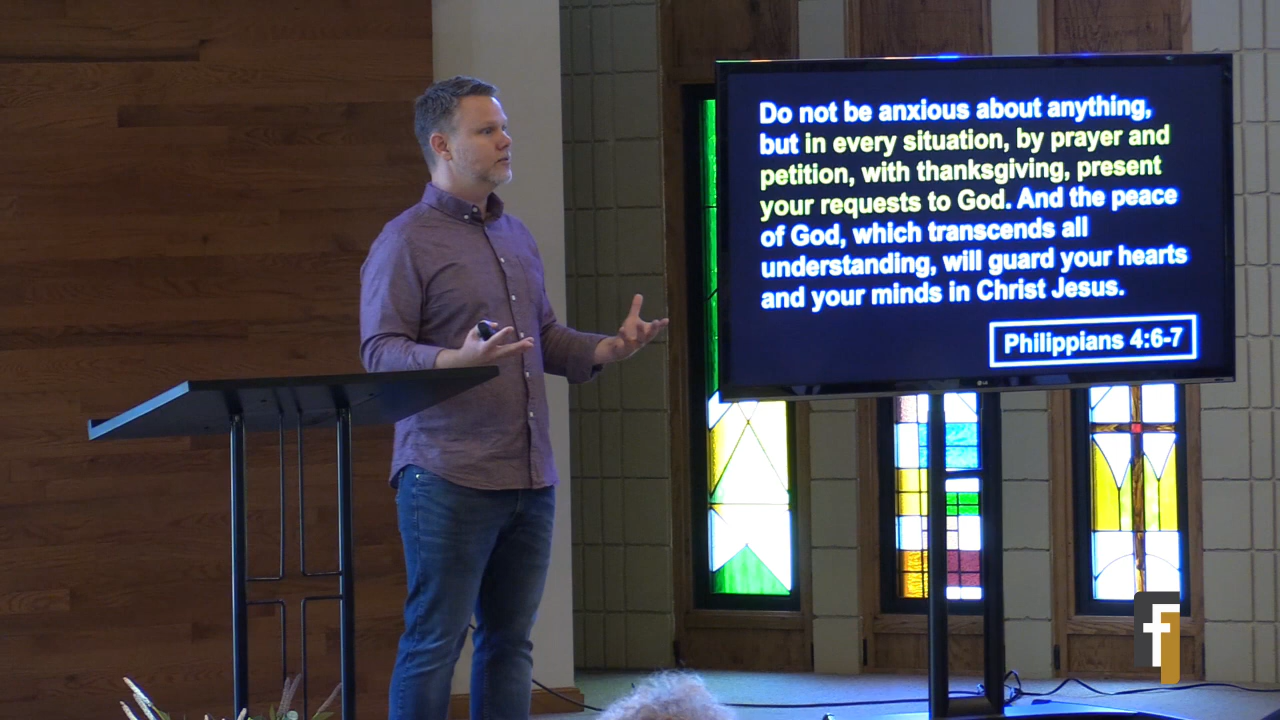 Do not be anxious about anything,
but in every situation, by prayer and
petition, with thanksgiving, present
your requests to God. And the peace
of God, which transcends all
understanding, will guard your hearts
and your minds in Christ Jesus.
Philippians 4:6-7
LG